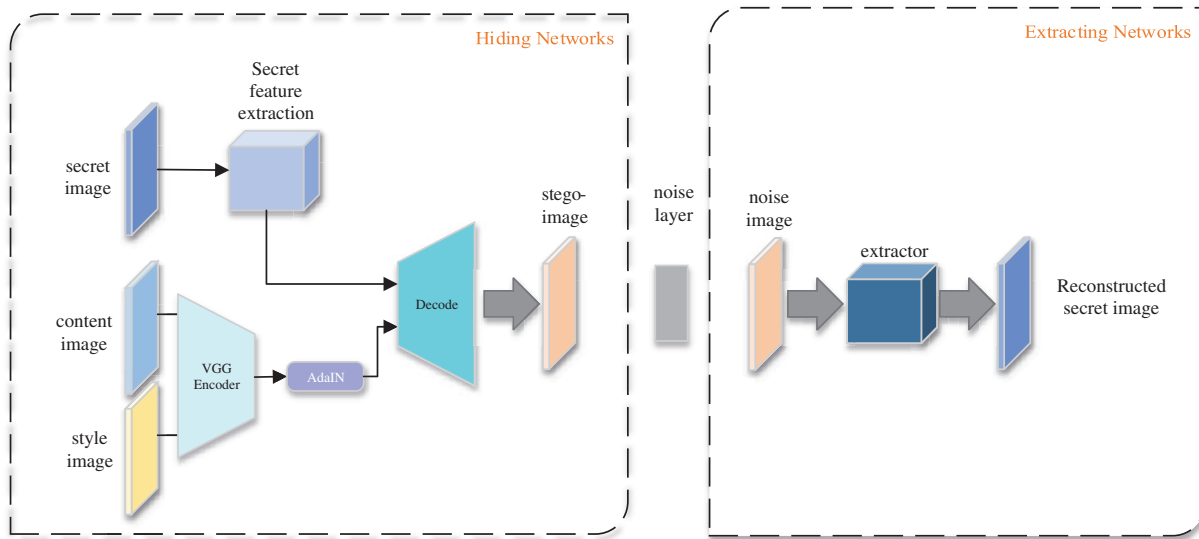 Hiding Networks
Extracting Networks
Secret
feature
extraction
secret
image
content
image
style
image
VGG
Encoder
AdaIN
Decode
stego-
image
noise
layer
noise
image
extractor
Reconstructed
secret image